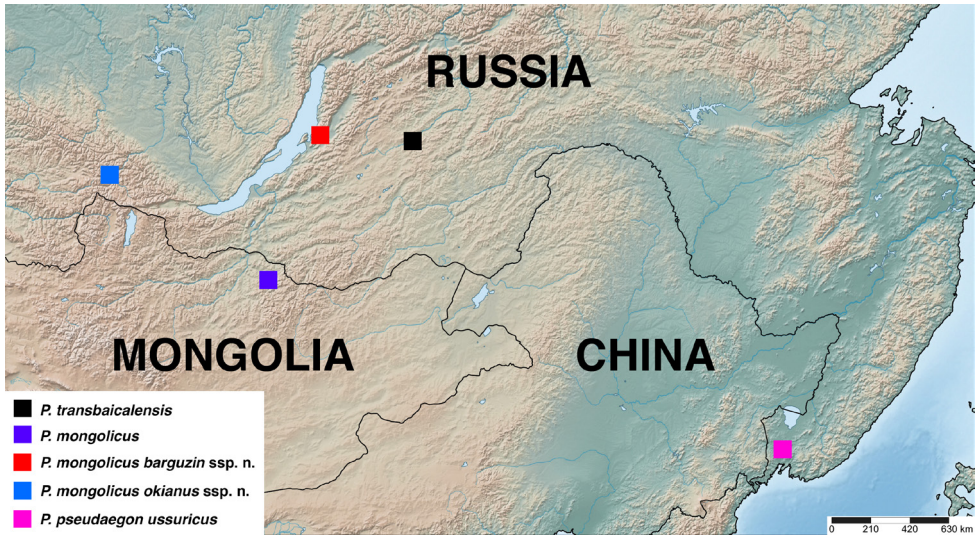 RUSSIA
MONGOLIA
CHINA
P. transbaicalensis
P. mongolicus
P. mongolicus barguzin ssp. n.
P. mongolicus okianus ssp. n.
P. pseudaegon ussuricus
0 210 420 630 km